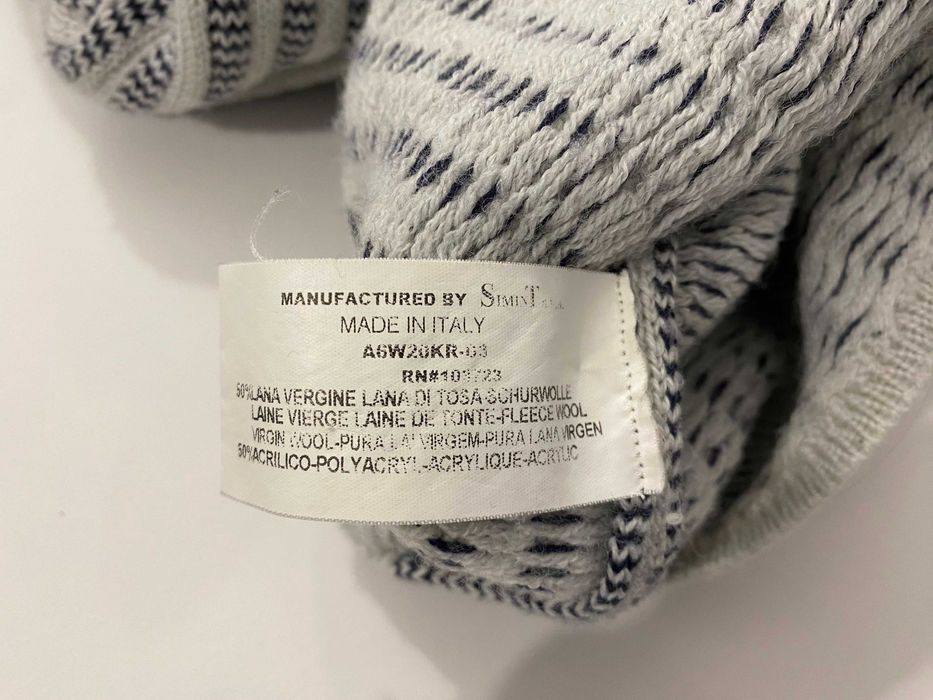 MANUFACTURED BY SIMINT
MADE IN ITALY
A6W20KR-03
RN#103723
50%LANA VERGINE LANA DI TOSA SCHURWOLLE
LAINE VIERGE LAINE DE TONTE-FLEECE WOOL
VIRGIN WOOL-PURA LA VIRGEM-PURA LANA VIRGEN
50%ACRILICO-POLYACRYL-ACRYLIQUE-ACRYLIC